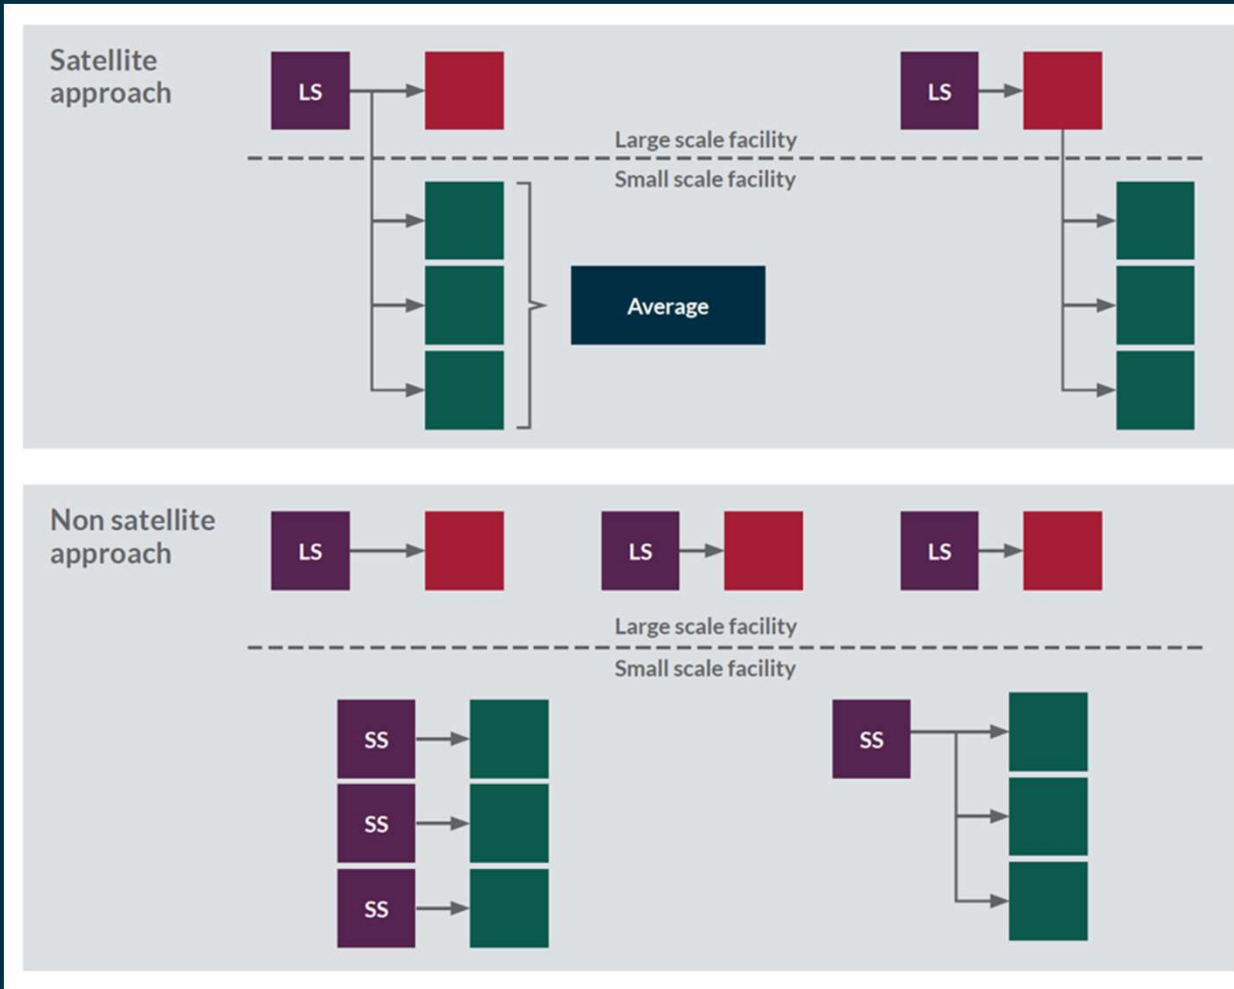 Satellite
approach
LS
LS
Large scale facility
Small scale facility
Average
Non satellite
approach
LS
LS
LS
Large scale facility
Small scale facility
SS
SS
SS
SS